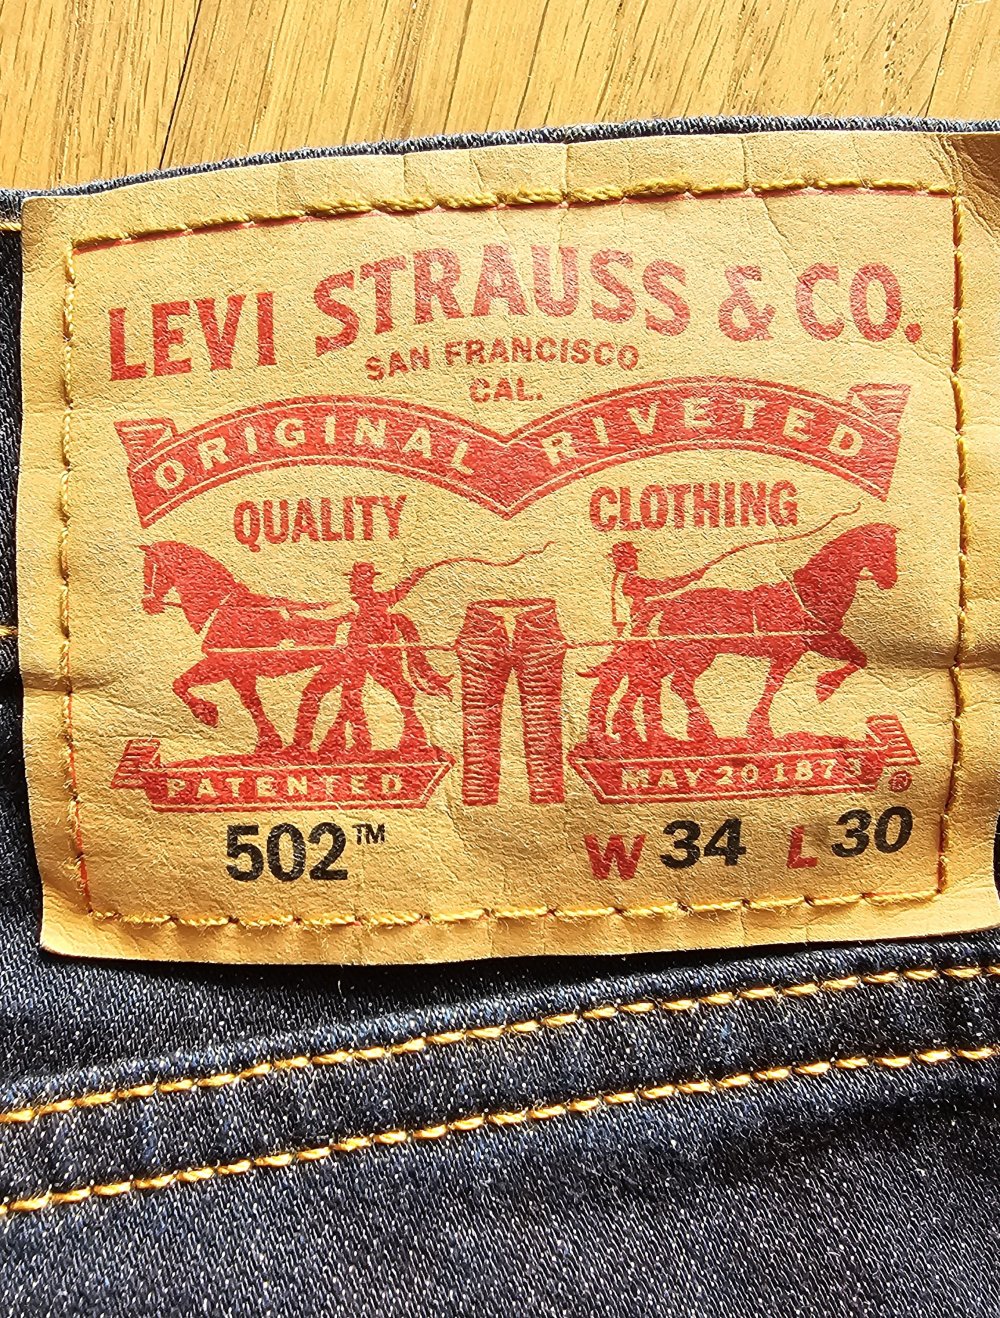 LEVI STRAUSS & CO.
SAN FRANCISCO
CAL.
ORIGINAL RIVETED
QUALITY CLOTHING
PATENTED MAY 20 1873 ®
502™ W 34 L 30